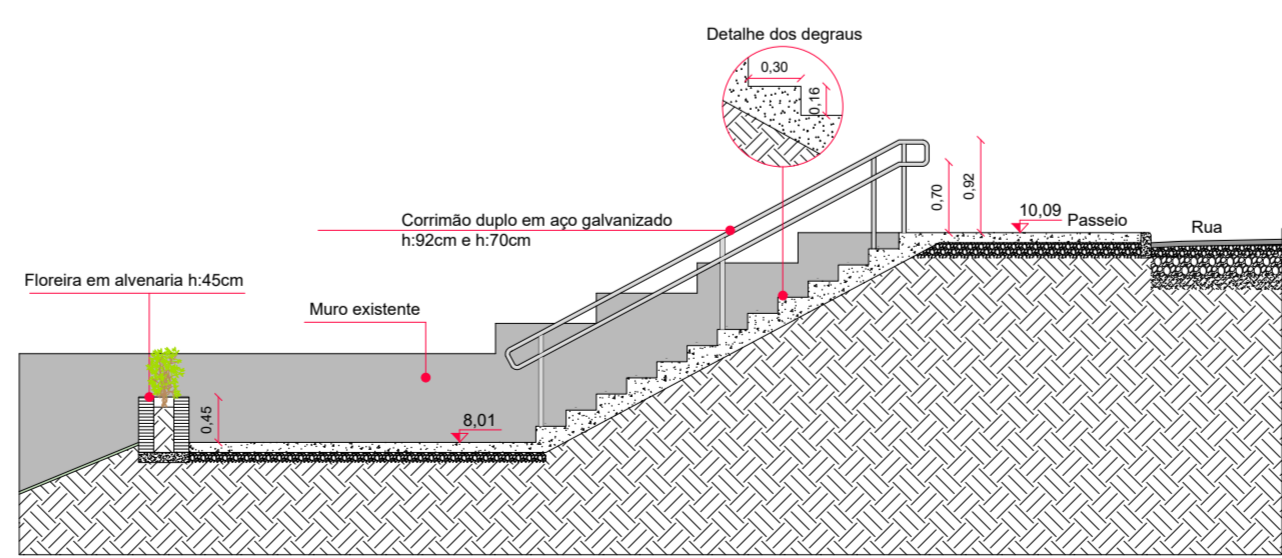 Detalhe dos degraus
0,30
0,16
Corrimão duplo em aço galvanizado
h:92cm e h:70cm
0,70
0,92
10,09
Passeio
Rua
Floreira em alvenaria h:45cm
Muro existente
0,45
8,01